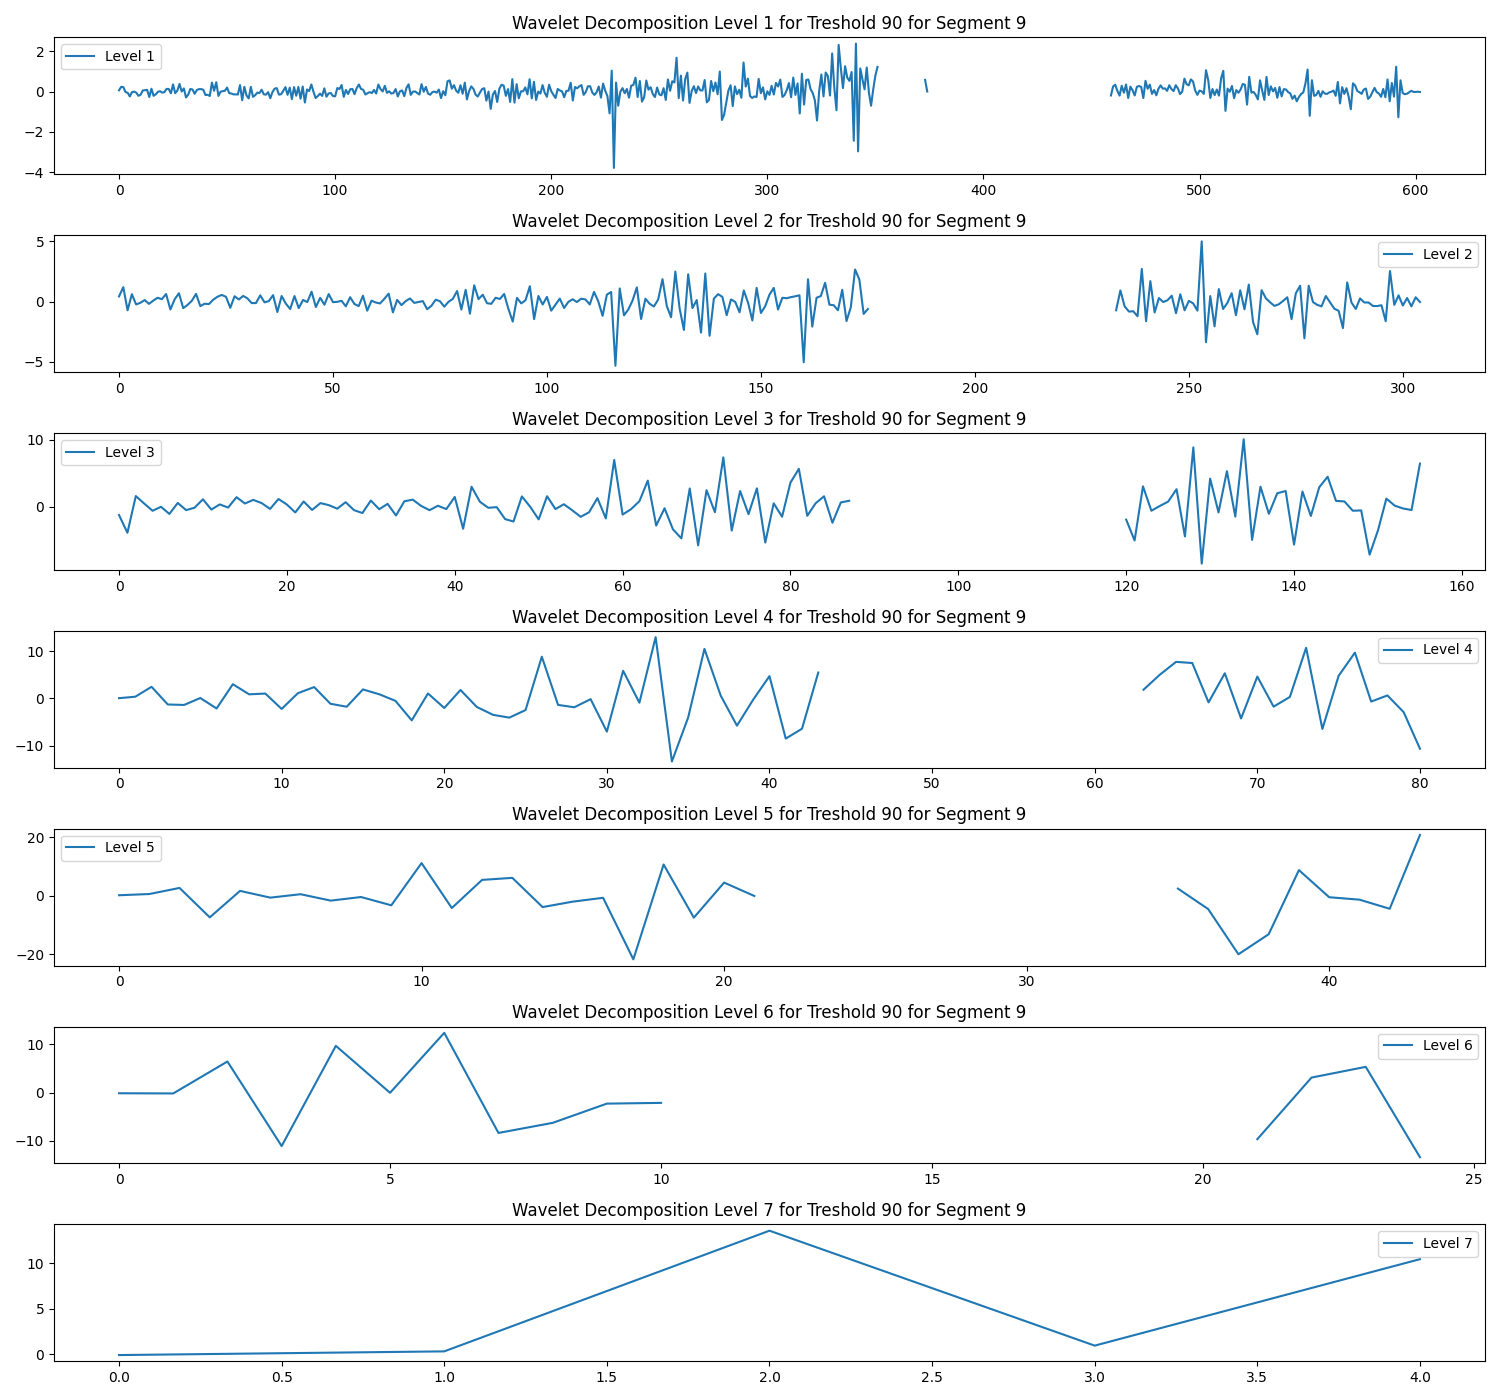 Wavelet Decomposition Level 1 for Treshold 90 for Segment 9
Level 1
2
0
−2
−4
0 100 200 300 400 500 600
Wavelet Decomposition Level 2 for Treshold 90 for Segment 9
Level 2
5
0
−5
0 50 100 150 200 250 300
Wavelet Decomposition Level 3 for Treshold 90 for Segment 9
Level 3
10
0
0 20 40 60 80 100 120 140 160
Wavelet Decomposition Level 4 for Treshold 90 for Segment 9
Level 4
10
0
−10
0 10 20 30 40 50 60 70 80
Wavelet Decomposition Level 5 for Treshold 90 for Segment 9
Level 5
20
0
−20
0 10 20 30 40
Wavelet Decomposition Level 6 for Treshold 90 for Segment 9
Level 6
10
0
−10
0 5 10 15 20 25
Wavelet Decomposition Level 7 for Treshold 90 for Segment 9
Level 7
10
5
0
0.0 0.5 1.0 1.5 2.0 2.5 3.0 3.5 4.0